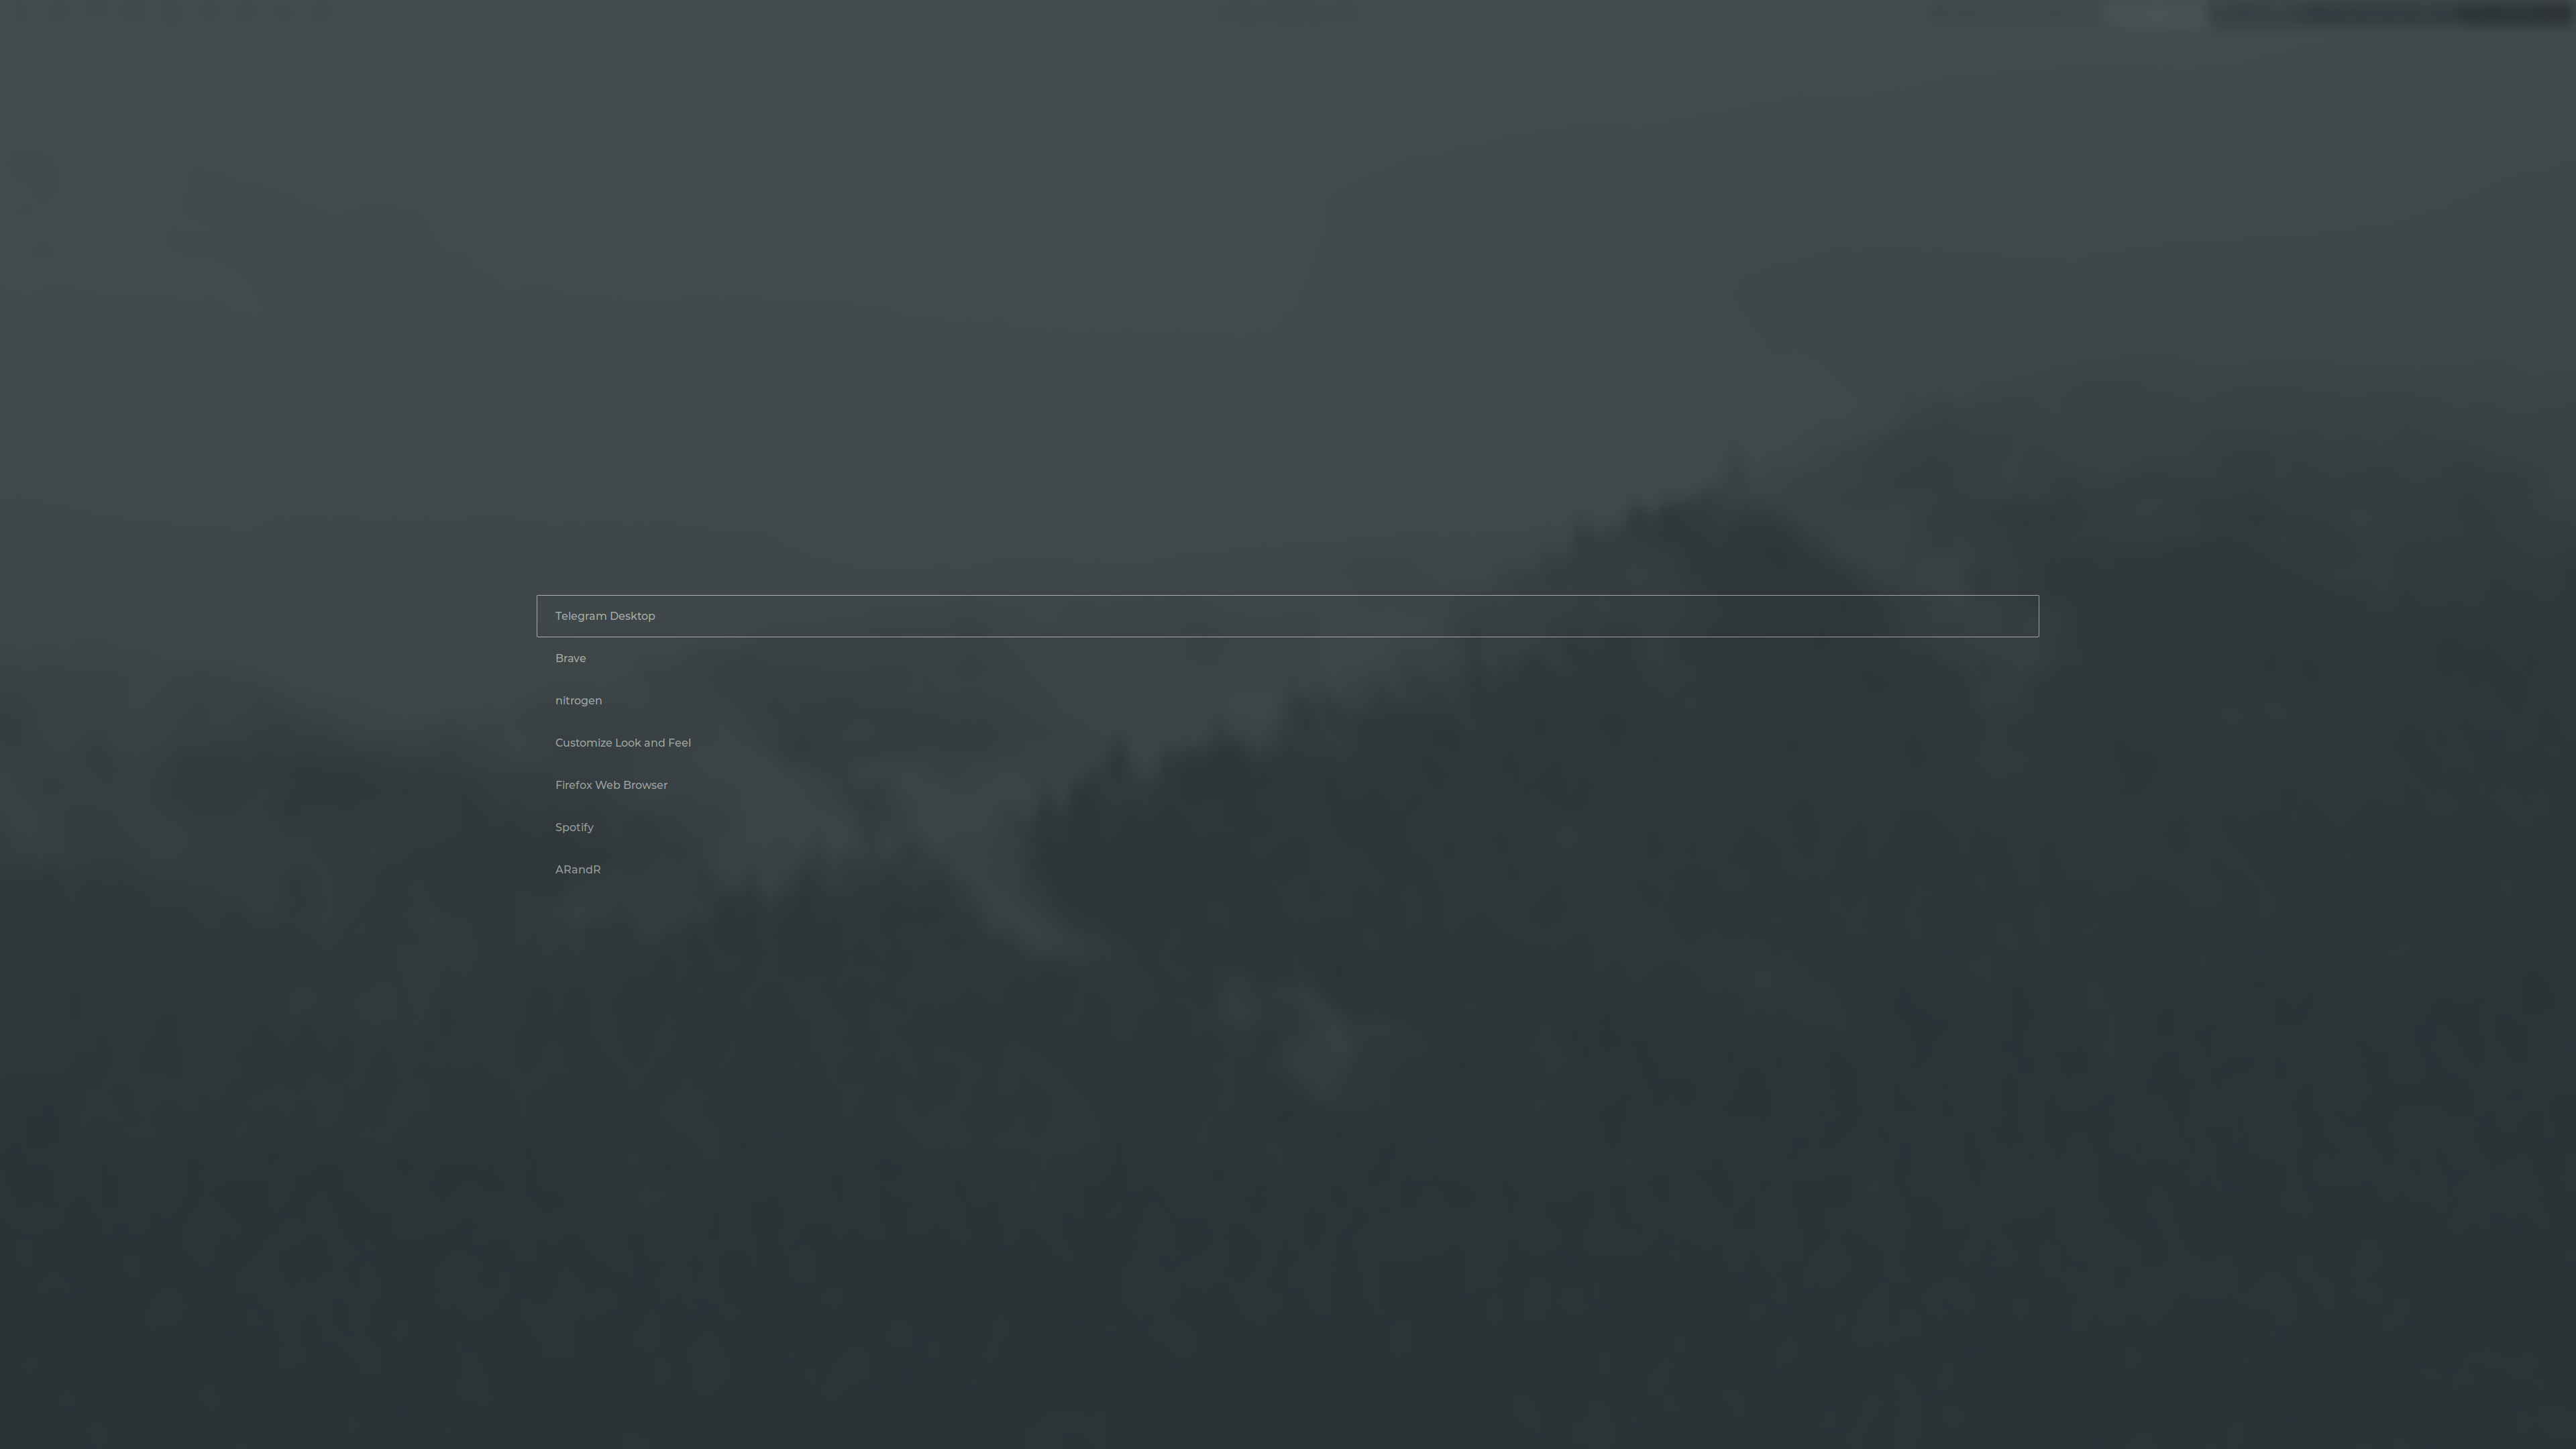 Telegram Desktop
Brave
nitrogen
Customize Look and Feel
Firefox Web Browser
Spotify
ARandR